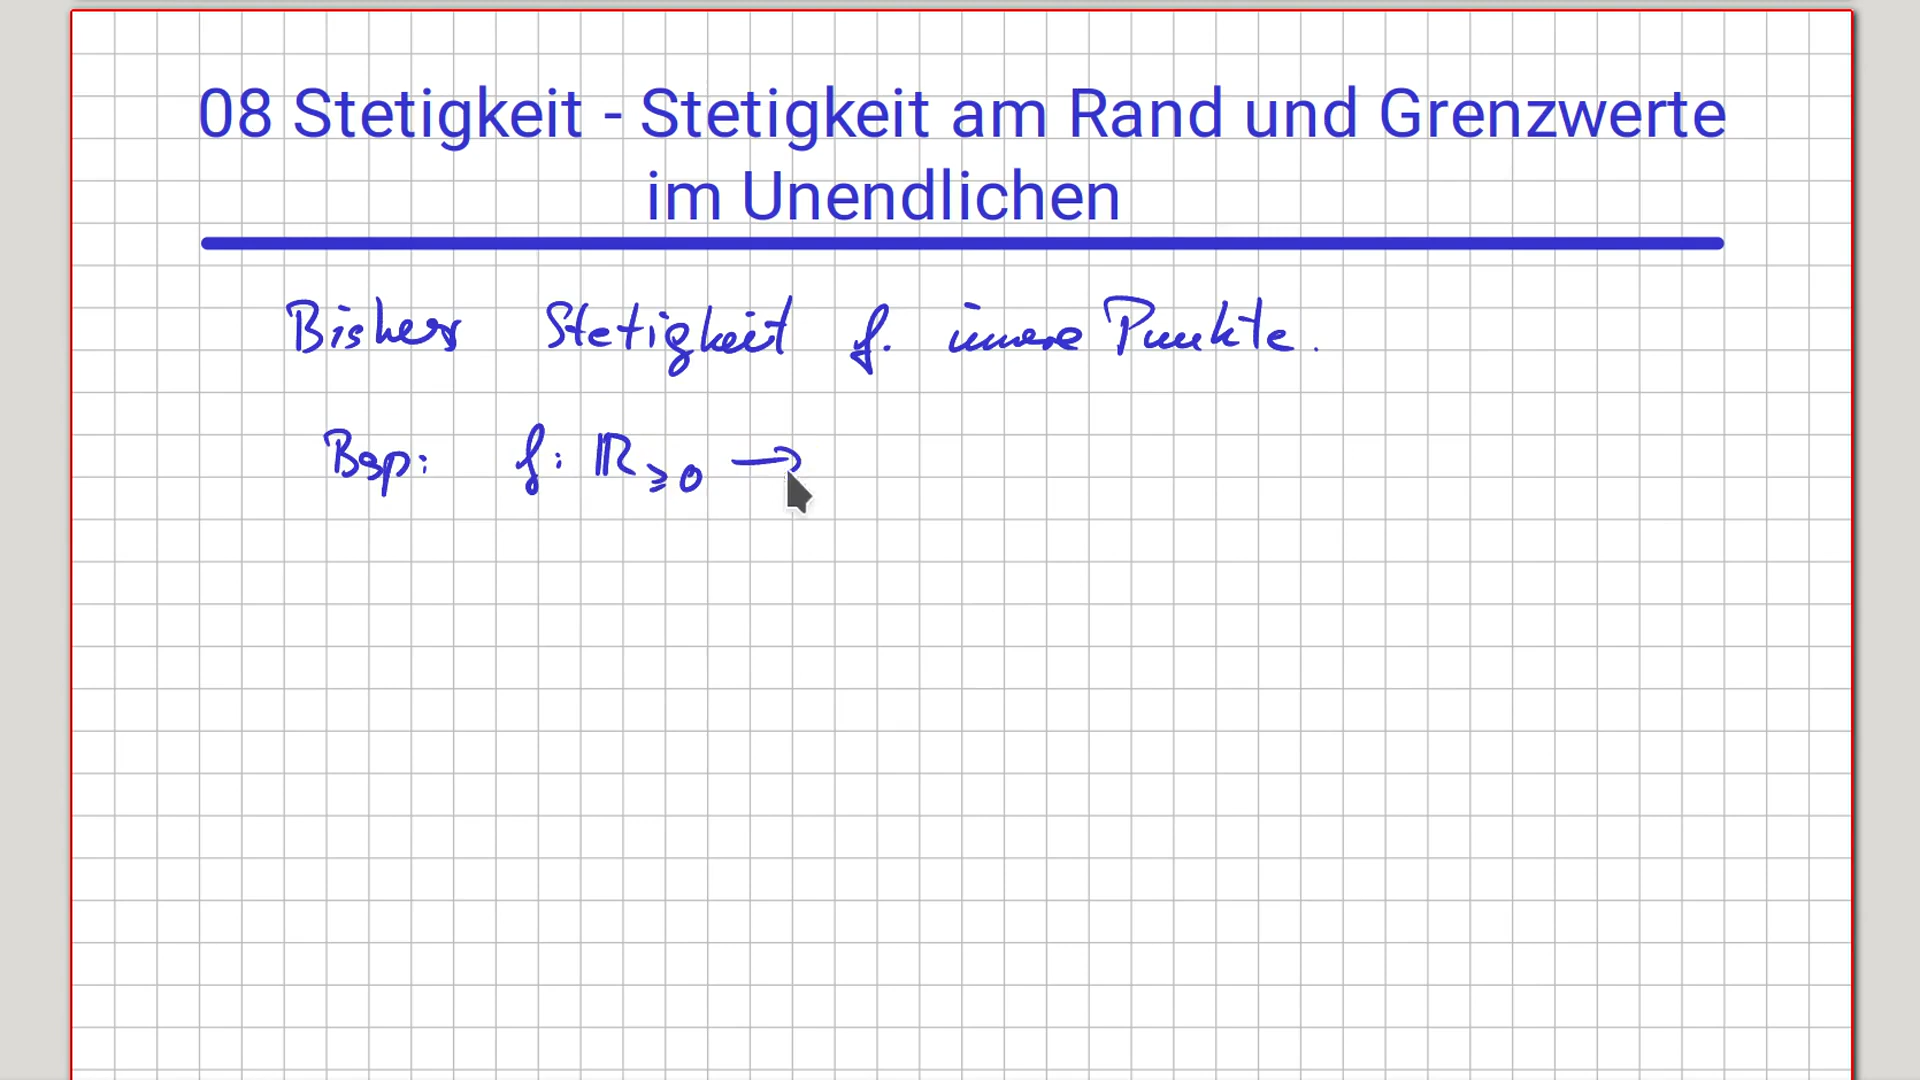 08 Stetigkeit - Stetigkeit am Rand und Grenzwerte
im Unendlichen
Bisher Stetigkeit f. innere Punkte.
Bsp: f: ℝ≥0 →